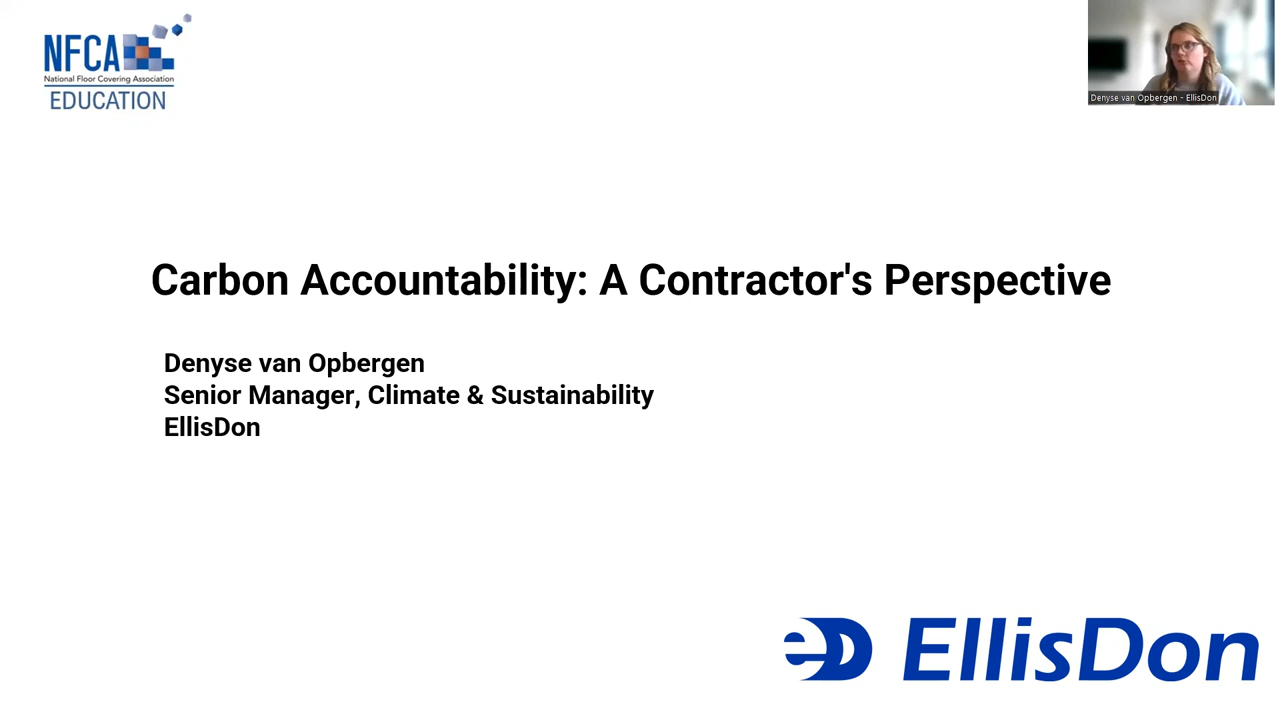 NFCA
National Floor Covering Association
EDUCATION
Denyse van Opbergen - EllisDon
Carbon Accountability: A Contractor's Perspective
Denyse van Opbergen
Senior Manager, Climate & Sustainability
EllisDon
eD EllisDon